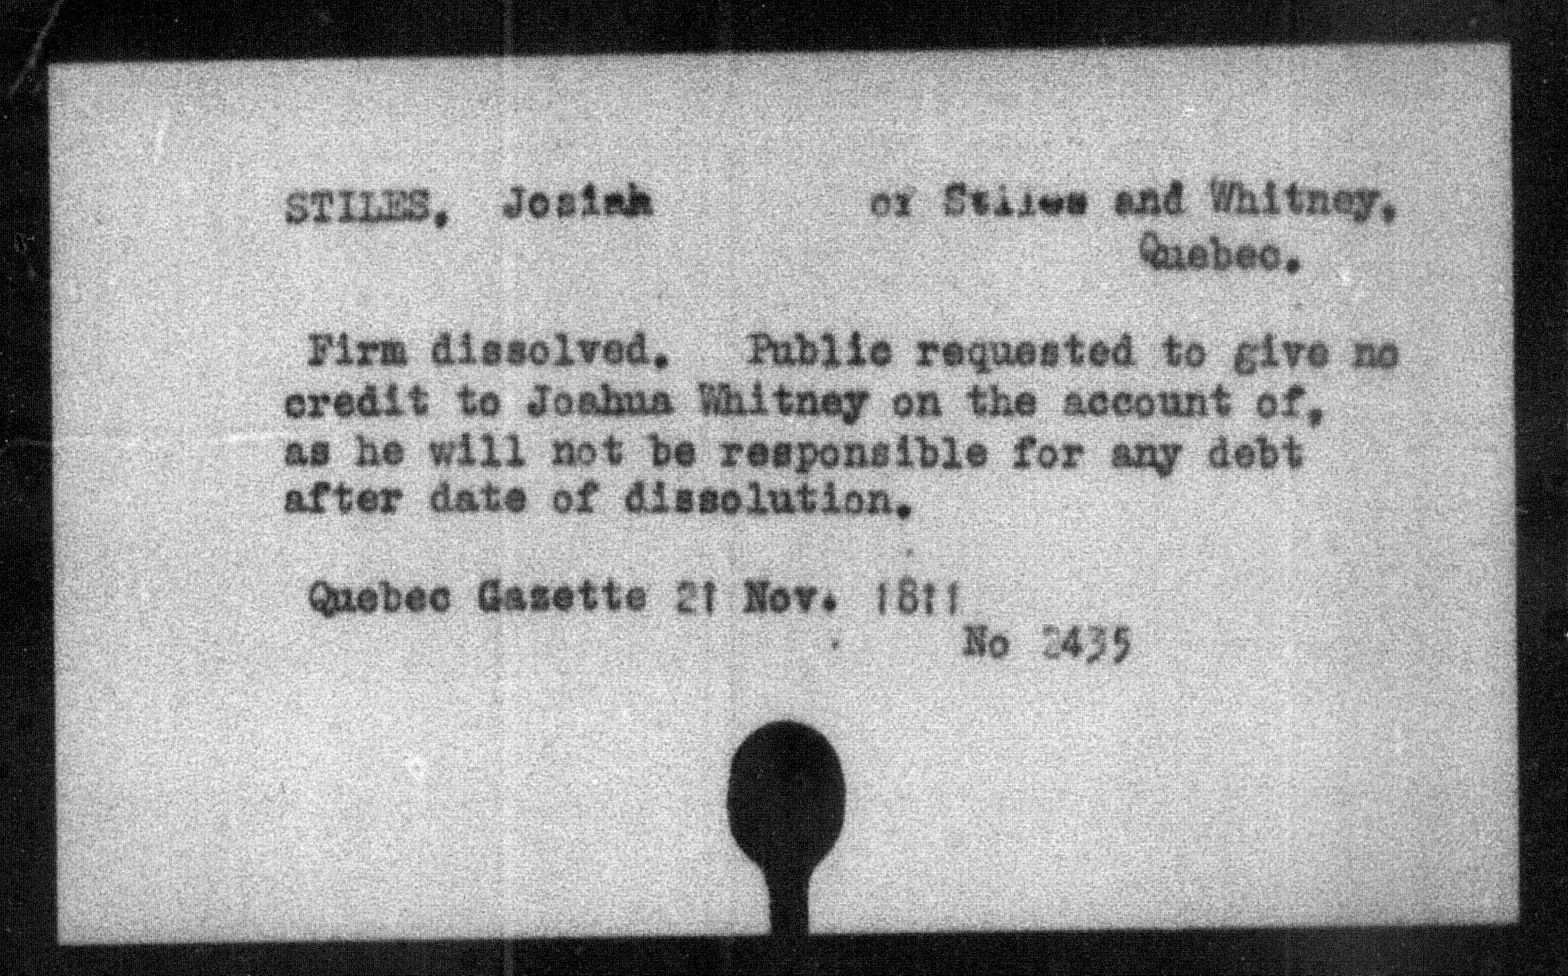 STILES, Josiah of Stiles and Whitney,
Quebec.
Firm dissolved. Public requested to give no
credit to Joshua Whitney on the account of,
as he will not be responsible for any debt
after date of dissolution.
Quebec Gazette 21 Nov. 1811
No 2435